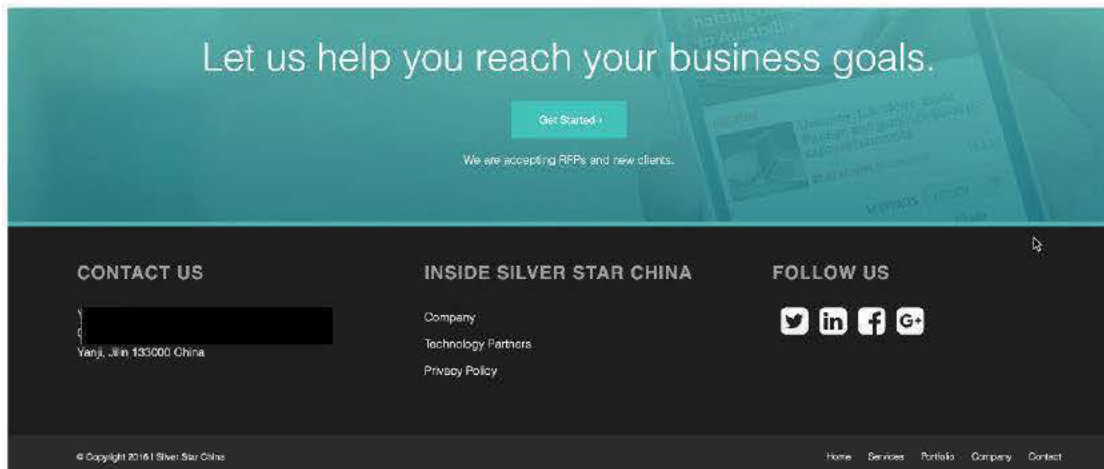 Let us help you reach your business goals.
Get Started ›
We are accepting RFPs and new clients.
CONTACT US
Yanji, Jilin 133000 China
INSIDE SILVER STAR CHINA
Company
Technology Partners
Privacy Policy
FOLLOW US
© Copyright 2016 | Silver Star China
Home Services Portfolio Company Contact